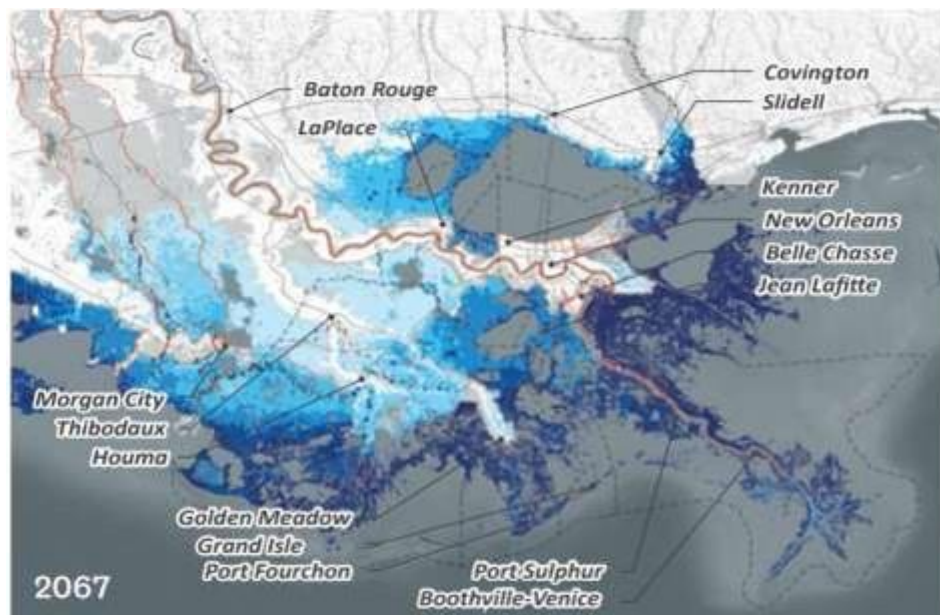 Baton Rouge
LaPlace
Covington
Slidell
Kenner
New Orleans
Belle Chasse
Jean Lafitte
Morgan City
Thibodaux
Houma
Golden Meadow
Grand Isle
Port Fourchon
Port Sulphur
Boothville-Venice
2067